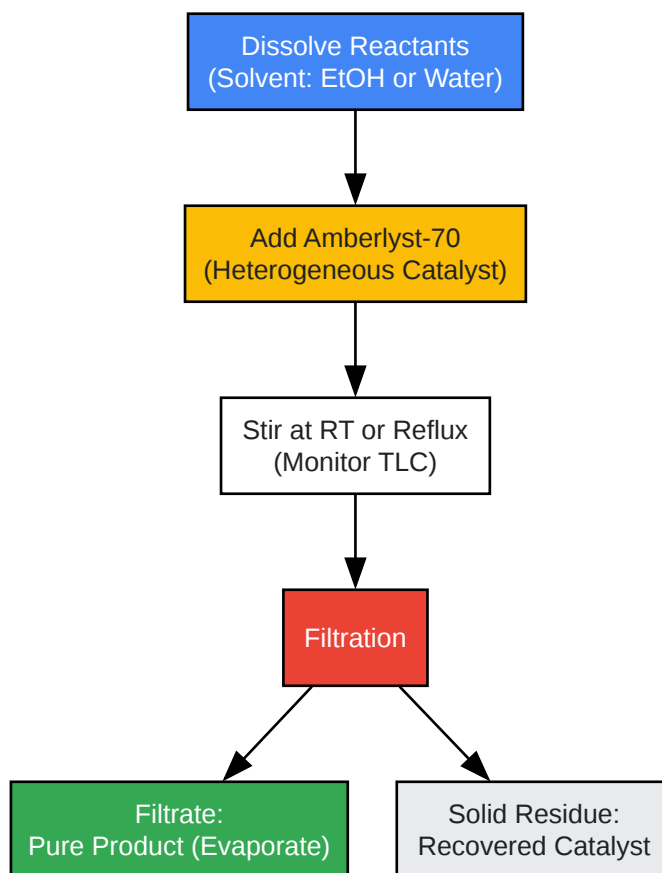 Dissolve Reactants
(Solvent: EtOH or Water)
Add Amberlyst-70
(Heterogeneous Catalyst)
Stir at RT or Reflux
(Monitor TLC)
Filtration
Filtrate:
Pure Product (Evaporate)
Solid Residue:
Recovered Catalyst